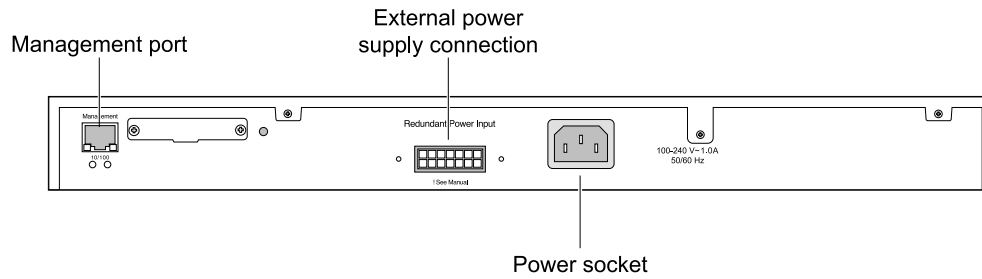 External power
supply connection
Management port
Management
10/100
Redundant Power Input
! See Manual
100-240 V~ 1.0A
50/60 Hz
Power socket